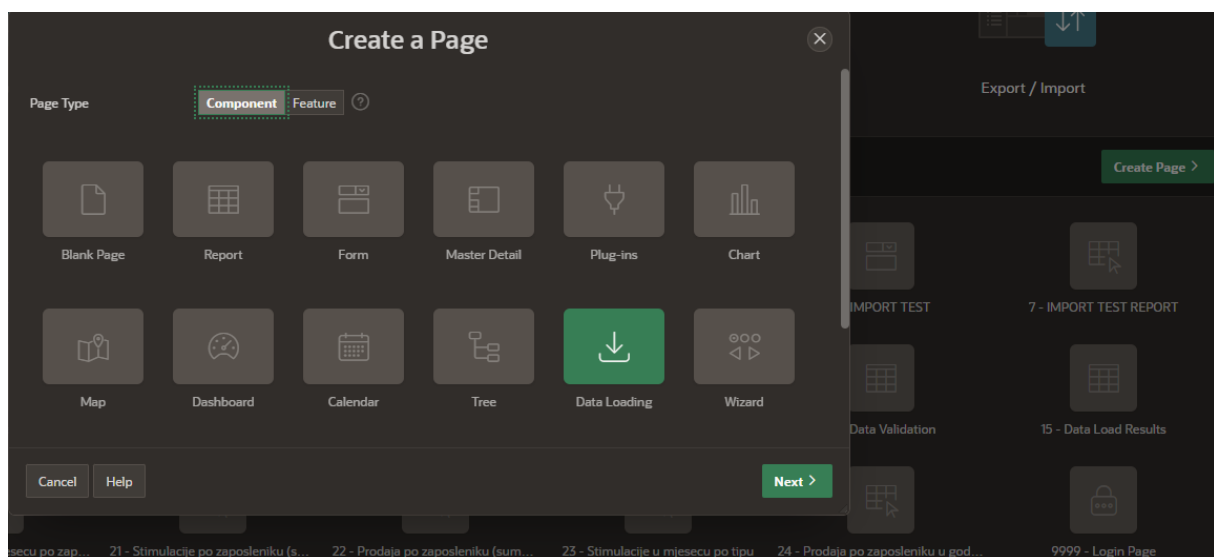 Create a Page
Export / Import
Page Type
Component
Feature
?
Create Page >
Blank Page
Report
Form
Master Detail
Plug-ins
Chart
IMPORT TEST
7 - IMPORT TEST REPORT
Map
Dashboard
Calendar
Tree
Data Loading
Wizard
Data Validation
15 - Data Load Results
Cancel
Help
Next >
esecu po zap...
21 - Stimulacije po zaposleniku (s...
22 - Prodaja po zaposleniku (sum...
23 - Stimulacije u mjesecu po tipu
24 - Prodaja po zaposleniku u god...
9999 - Login Page